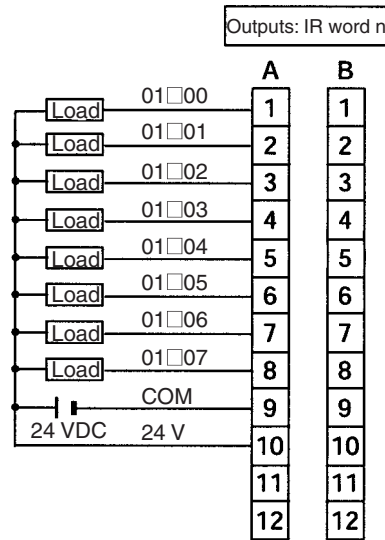 Outputs: IR word n
A B
Load 01□00 1 1
Load 01□01 2 2
Load 01□02 3 3
Load 01□03 4 4
Load 01□04 5 5
Load 01□05 6 6
Load 01□06 7 7
Load 01□07 8 8
COM 9 9
24 VDC 24 V 10 10
11 11
12 12